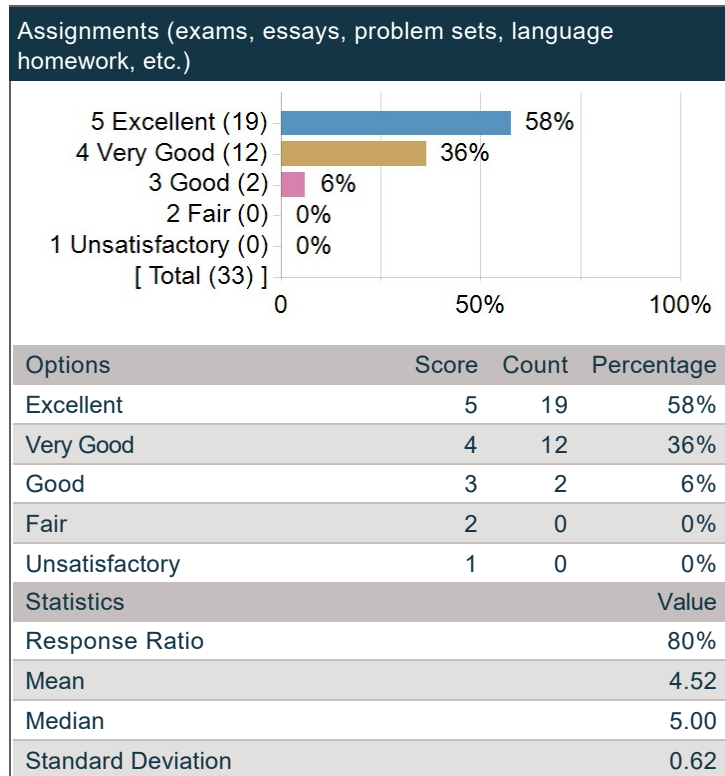 Assignments (exams, essays, problem sets, language
homework, etc.)
5 Excellent (19) 58%
4 Very Good (12) 36%
3 Good (2) 6%
2 Fair (0) 0%
1 Unsatisfactory (0) 0%
[ Total (33) ]
0 50% 100%
Options Score Count Percentage
Excellent 5 19 58%
Very Good 4 12 36%
Good 3 2 6%
Fair 2 0 0%
Unsatisfactory 1 0 0%
Statistics Value
Response Ratio 80%
Mean 4.52
Median 5.00
Standard Deviation 0.62